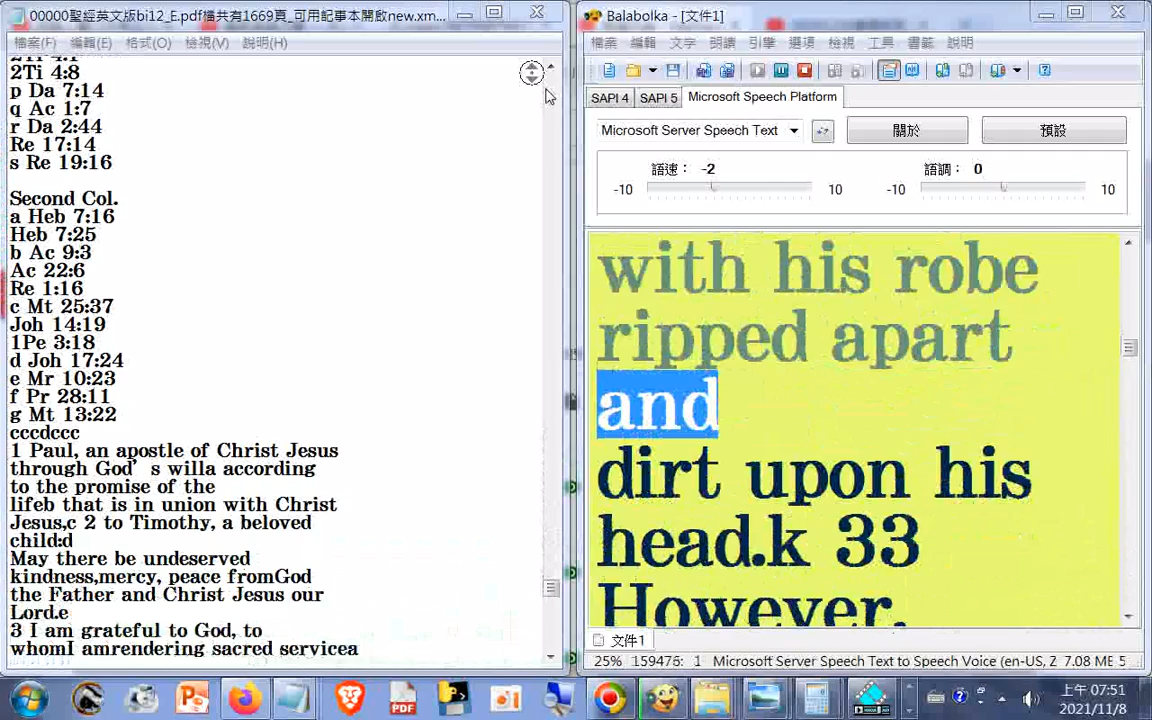 00000聖經英文版bi12_E.pdf檔共有1669頁_可用記事本開啟new.xm...
檔案(F) 編輯(E) 格式(O) 檢視(V) 說明(H)
2Ti 4:1
2Ti 4:8
p Da 7:14
q Ac 1:7
r Da 2:44
Re 17:14
s Re 19:16
Second Col.
a Heb 7:16
Heb 7:25
b Ac 9:3
Ac 22:6
Re 1:16
c Mt 25:37
Joh 14:19
1Pe 3:18
d Joh 17:24
e Mr 10:23
f Pr 28:11
g Mt 13:22
cccdccc
1 Paul, an apostle of Christ Jesus
through God’s willa according
to the promise of the
lifeb that is in union with Christ
Jesus,c 2 to Timothy, a beloved
child:d
May there be undeserved
kindness,mercy, peace fromGod
the Father and Christ Jesus our
Lord.e
3 I am grateful to God, to
whomI amrendering sacred servicea
Balabolka - [文件1]
檔案 編輯 文字 朗讀 引擎 選項 檢視 工具 書籤 說明
SAPI 4 SAPI 5 Microsoft Speech Platform
Microsoft Server Speech Text 關於 預設
語速： -2 語調： 0
-10 10 -10 10
with his robe
ripped apart
and
dirt upon his
head.k 33
However,
文件1
25% 159476: 1 Microsoft Server Speech Text to Speech Voice (en-US, Z 7.08 MB 5
上午 07:51
2021/11/8